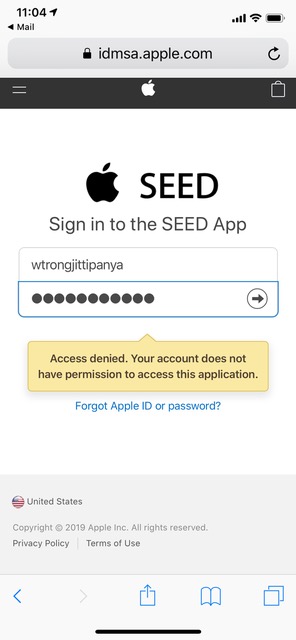 11:04
Mail
idmsa.apple.com
SEED
Sign in to the SEED App
wtrongjittipanya
●●●●●●●●●●●
Access denied. Your account does not
have permission to access this application.
Forgot Apple ID or password?
United States
Copyright © 2019 Apple Inc. All rights reserved.
Privacy Policy
Terms of Use